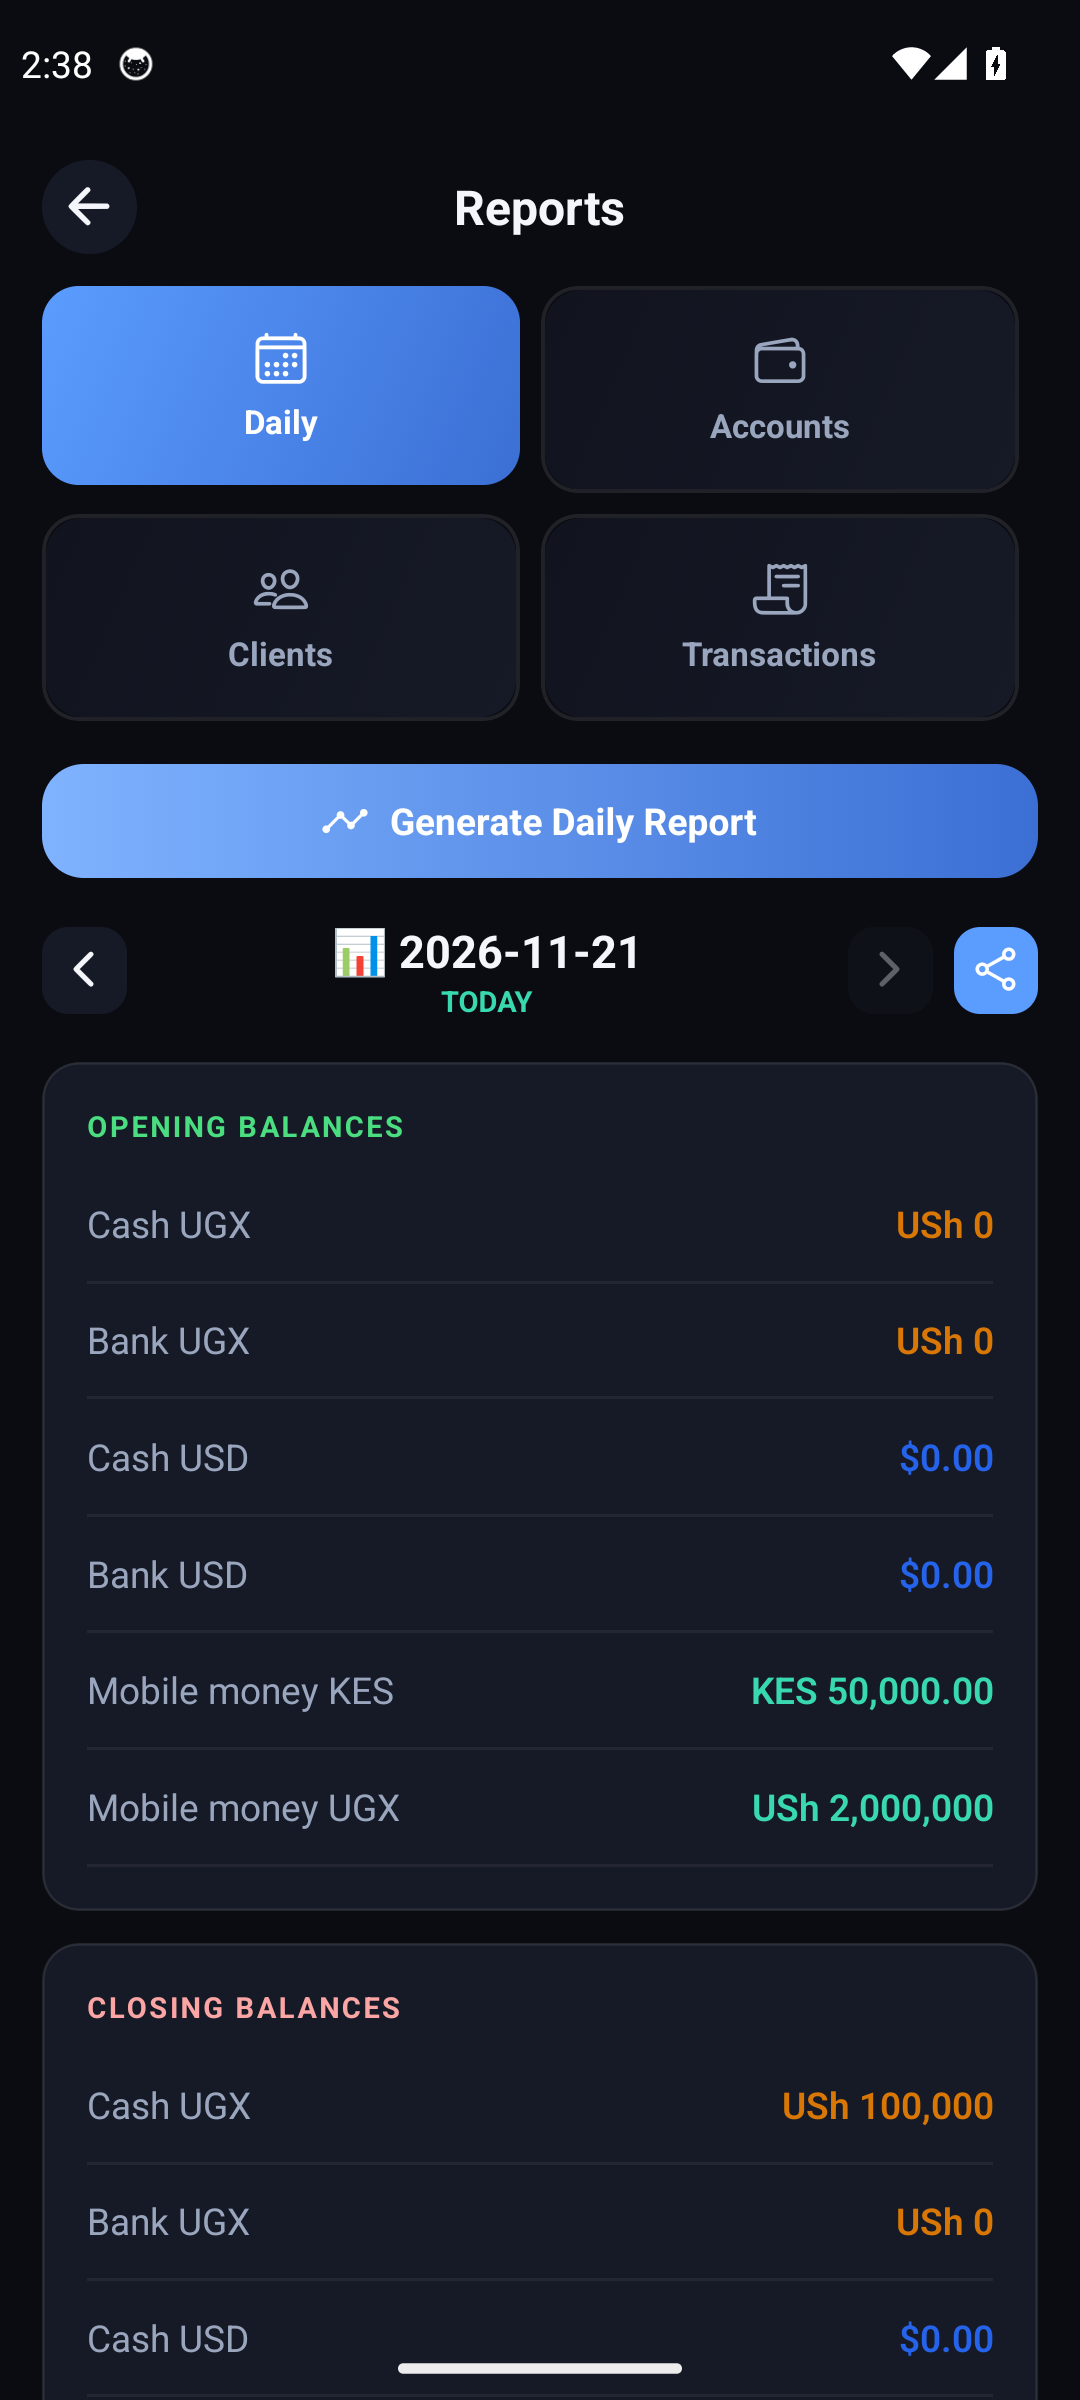 2:38
Reports
Daily
Accounts
Clients
Transactions
Generate Daily Report
2026-11-21
TODAY
OPENING BALANCES
Cash UGX USh 0
Bank UGX USh 0
Cash USD $0.00
Bank USD $0.00
Mobile money KES KES 50,000.00
Mobile money UGX USh 2,000,000
CLOSING BALANCES
Cash UGX USh 100,000
Bank UGX USh 0
Cash USD $0.00